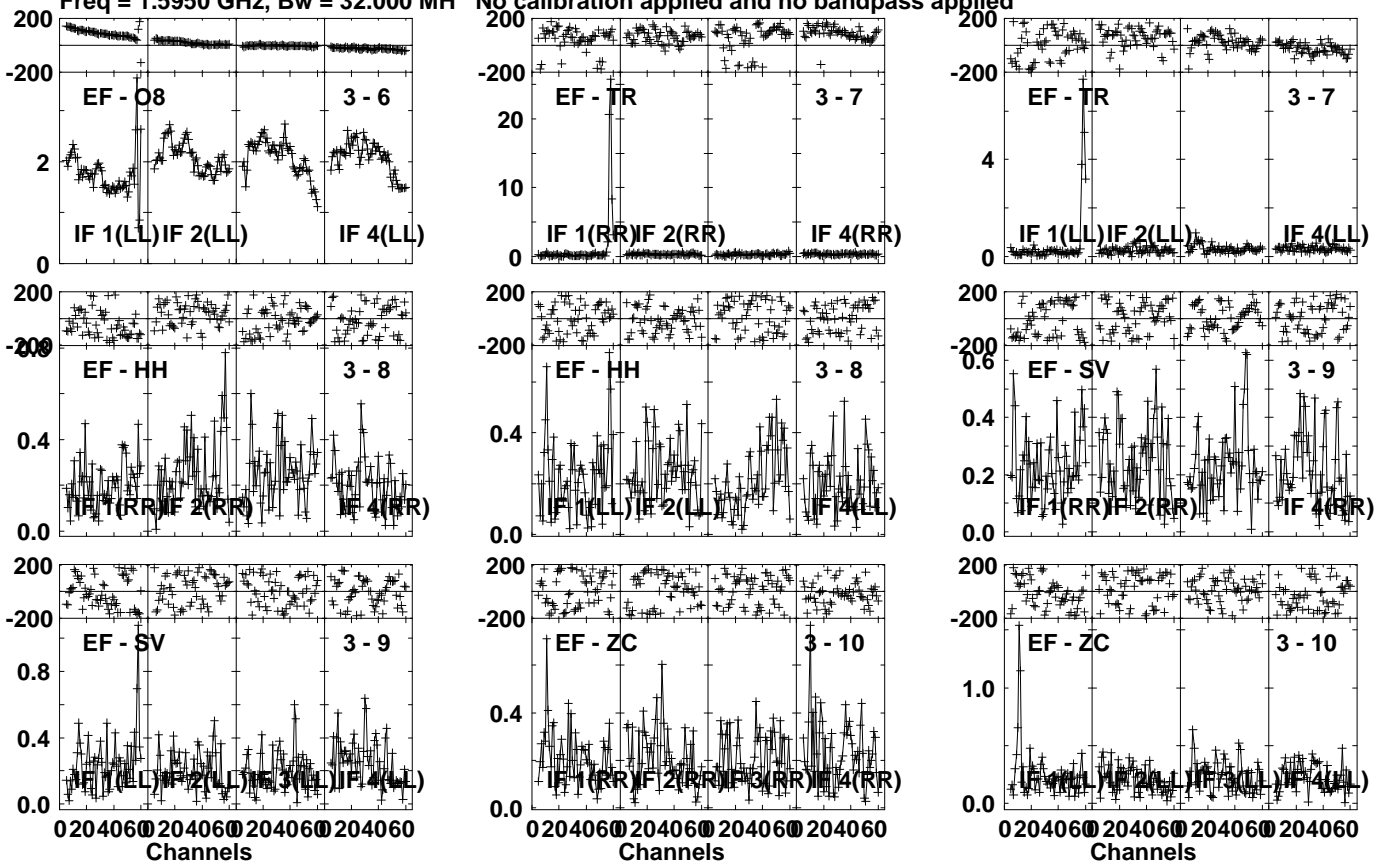 Freq = 1.5950 GHz, Bw = 32.000 MH No calibration applied and no bandpass applied
200
-200
EF - O8 3 - 6
2
0
IF 1(LL) IF 2(LL) IF 4(LL)
200
-200
EF - TR 3 - 7
20
10
0
IF 1(RR) IF 2(RR) IF 4(RR)
200
-200
EF - TR 3 - 7
4
0
IF 1(LL) IF 2(LL) IF 4(LL)
200
-200
0.8
EF - HH 3 - 8
0.4
0.0
IF 1(RR) IF 2(RR) IF 4(RR)
200
-200
EF - HH 3 - 8
0.4
0.0
IF 1(LL) IF 2(LL) IF 4(LL)
200
-200
0.6
EF - SV 3 - 9
0.4
0.2
0.0
IF 1(RR) IF 2(RR) IF 4(RR)
200
-200
EF - SV 3 - 9
0.8
0.4
0.0
IF 1(LL) IF 2(LL) IF 3(LL) IF 4(LL)
0 20 40 60 0 20 40 60 0 20 40 60 0 20 40 60
Channels
200
-200
EF - ZC 3 - 10
0.4
0.0
IF 1(RR) IF 2(RR) IF 3(RR) IF 4(RR)
0 20 40 60 0 20 40 60 0 20 40 60 0 20 40 60
Channels
200
-200
EF - ZC 3 - 10
1.0
0.0
IF 1(LL) IF 2(LL) IF 3(LL) IF 4(LL)
0 20 40 60 0 20 40 60 0 20 40 60 0 20 40 60
Channels